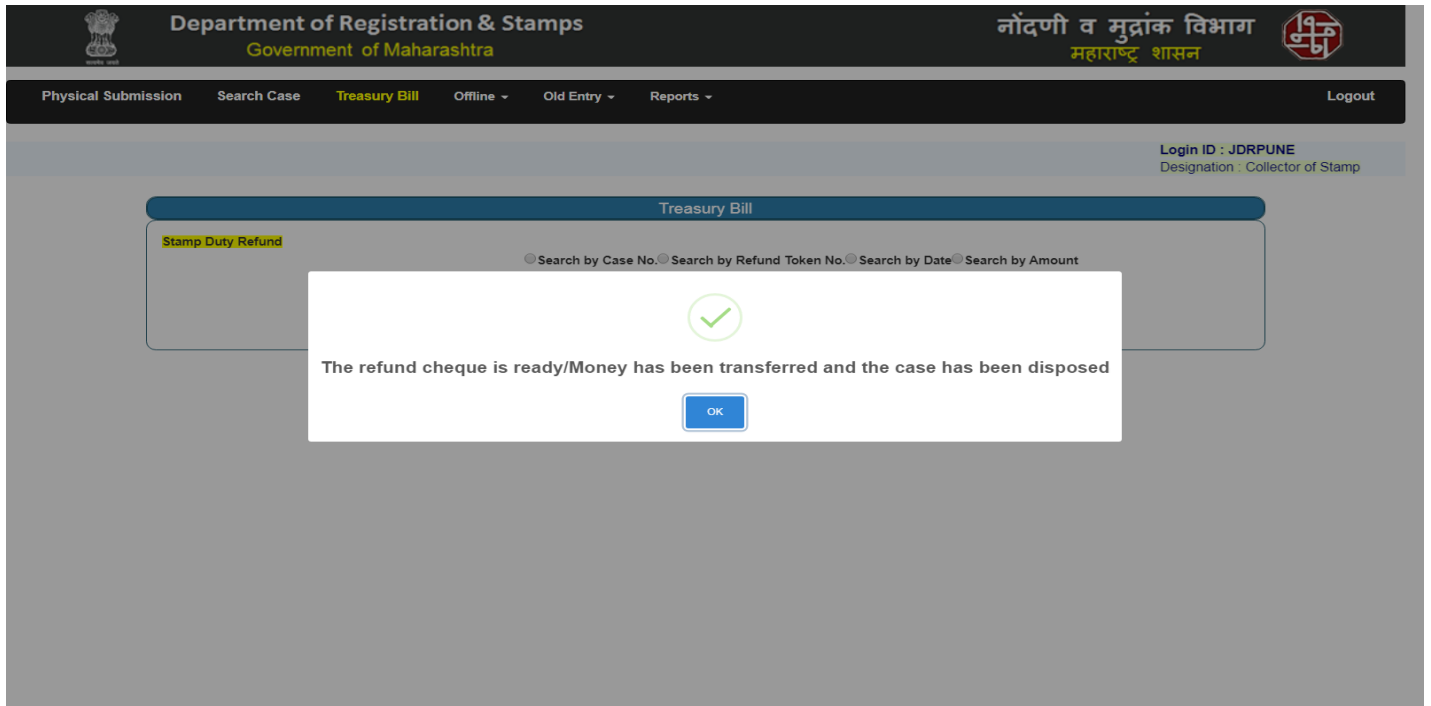 Department of Registration & Stamps
Government of Maharashtra
नोंदणी व मुद्रांक विभाग
महाराष्ट्र शासन
Physical Submission Search Case Treasury Bill Offline Old Entry Reports Logout
Login ID : JDRPUNE
Designation : Collector of Stamp
Treasury Bill
Stamp Duty Refund
Search by Case No. Search by Refund Token No. Search by Date Search by Amount
The refund cheque is ready/Money has been transferred and the case has been disposed
OK